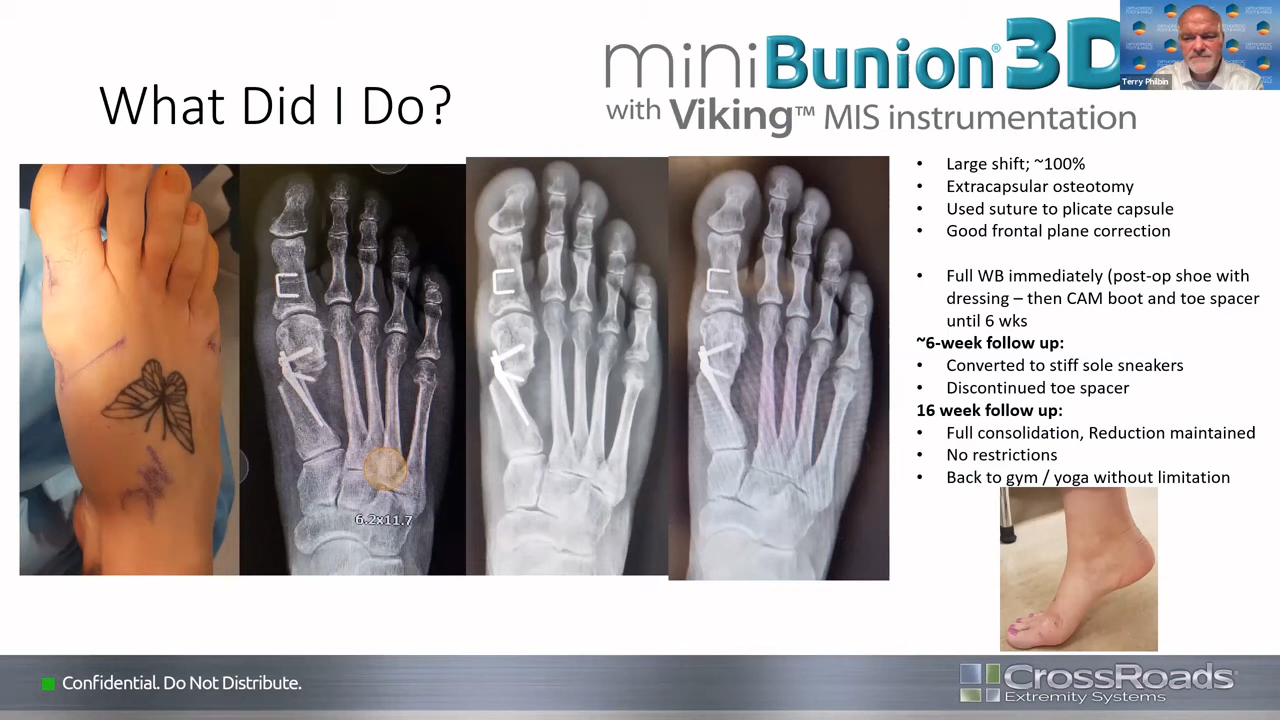 What Did I Do?
miniBunion®3D
with Viking™ MIS instrumentation
Terry Philbin
• Large shift; ~100%
• Extracapsular osteotomy
• Used suture to plicate capsule
• Good frontal plane correction
• Full WB immediately (post-op shoe with
dressing – then CAM boot and toe spacer
until 6 wks
~6-week follow up:
• Converted to stiff sole sneakers
• Discontinued toe spacer
16 week follow up:
• Full consolidation, Reduction maintained
• No restrictions
• Back to gym / yoga without limitation
6.2x11.7
Confidential. Do Not Distribute.
CrossRoads®
Extremity Systems